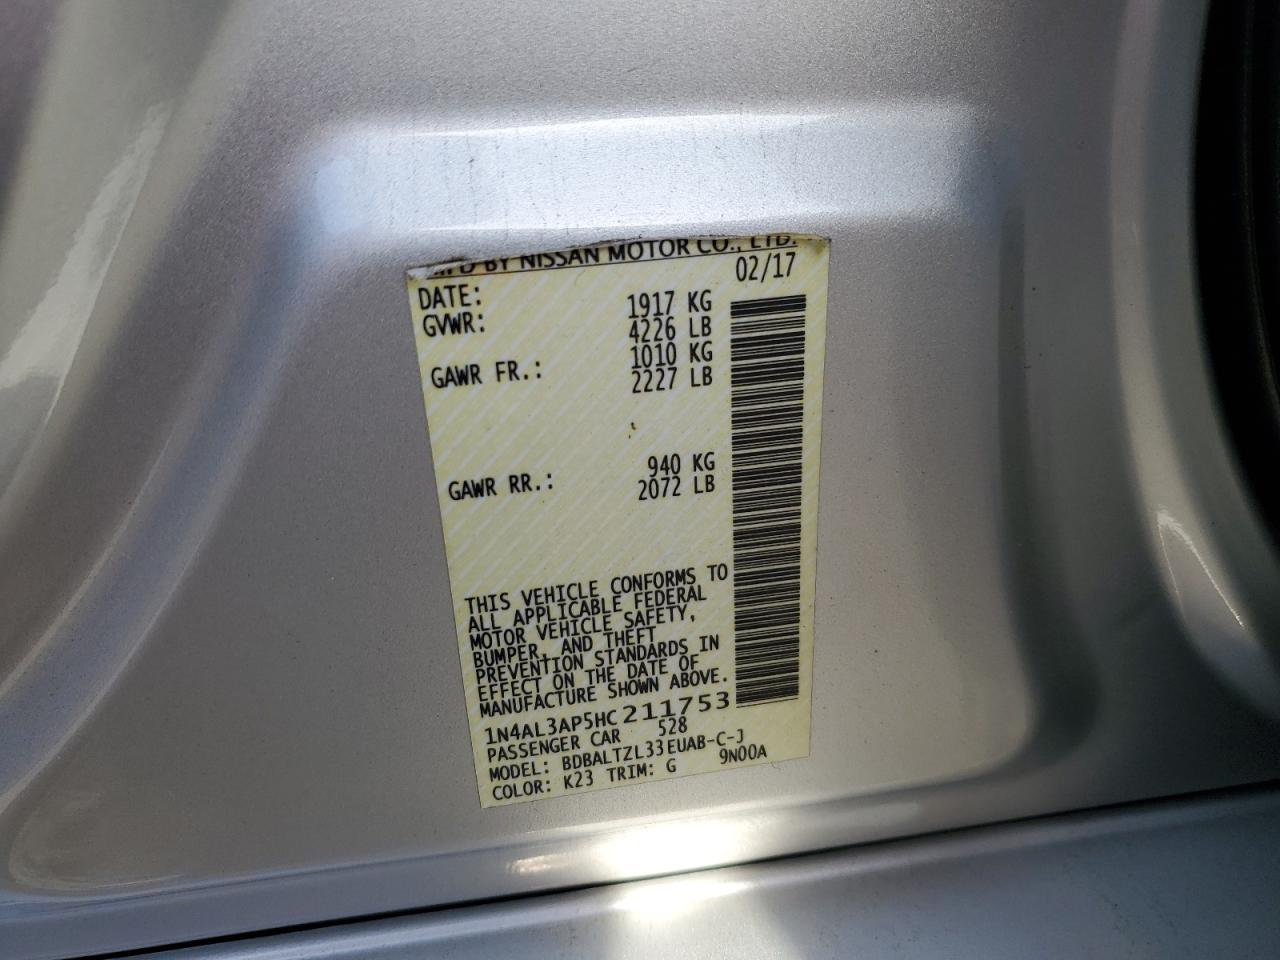 MFD BY NISSAN MOTOR CO., LTD.
DATE: 02/17
GVWR: 1917 KG
4226 LB
GAWR FR.: 1010 KG
2227 LB
GAWR RR.: 940 KG
2072 LB
THIS VEHICLE CONFORMS TO
ALL APPLICABLE FEDERAL
MOTOR VEHICLE SAFETY,
BUMPER, AND THEFT
PREVENTION STANDARDS IN
EFFECT ON THE DATE OF
MANUFACTURE SHOWN ABOVE.
1N4AL3AP5HC211753
PASSENGER CAR 528
MODEL: BDBALTZL33EUAB-C-J
COLOR: K23 TRIM: G 9N00A